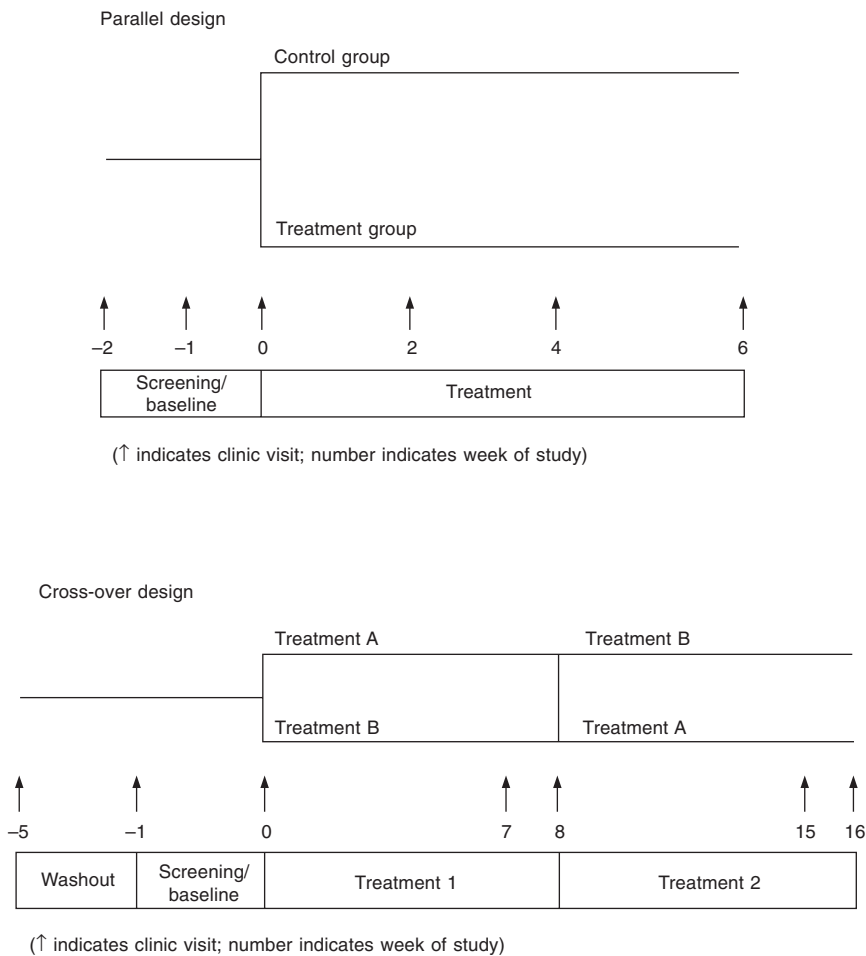 Parallel design
Control group
Treatment group
–2 –1 0 2 4 6
Screening/
baseline
Treatment
(↑ indicates clinic visit; number indicates week of study)
Cross-over design
Treatment A Treatment B
Treatment B Treatment A
–5 –1 0 7 8 15 16
Washout
Screening/
baseline
Treatment 1
Treatment 2
(↑ indicates clinic visit; number indicates week of study)